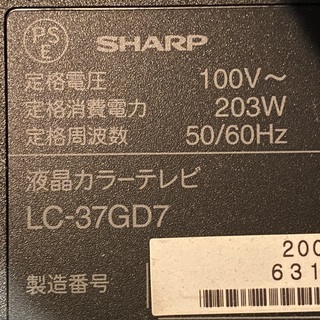 PSE
SHARP
定格電圧 100V～
定格消費電力 203W
定格周波数 50/60Hz
液晶カラーテレビ
LC-37GD7
200
製造番号 631